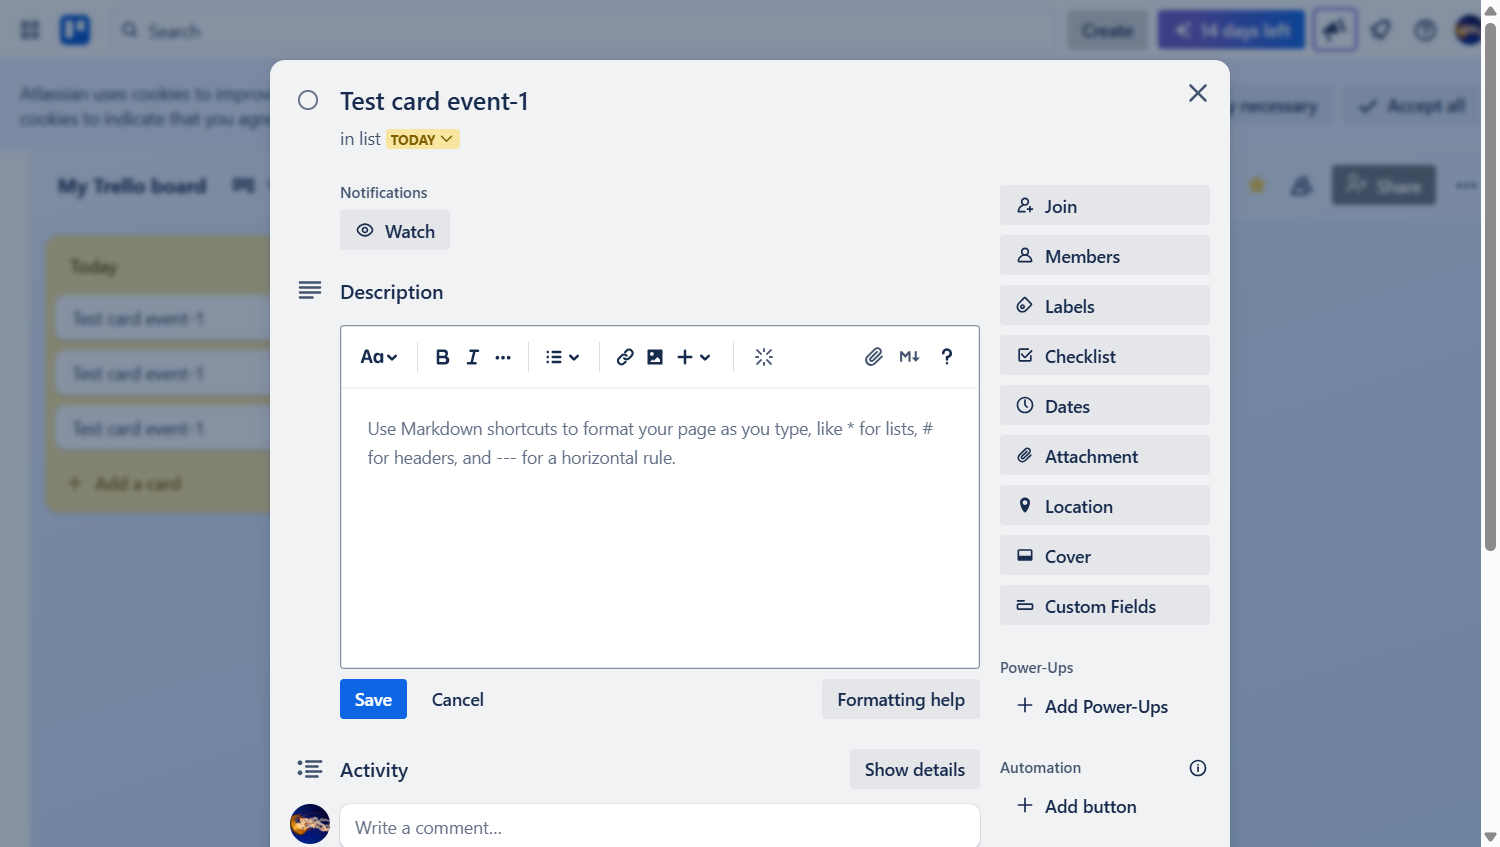 Search
Create
14 days left
Atlassian uses cookies to improv
cookies to indicate that you agre
y necessary
Accept all
My Trello board
Share
Today
Test card event-1
Test card event-1
Test card event-1
Add a card
Test card event-1
in list TODAY
Notifications
Watch
Description
Aa B I M ?
Use Markdown shortcuts to format your page as you type, like * for lists, #
for headers, and --- for a horizontal rule.
Save Cancel Formatting help
Activity Show details
Write a comment…
Join
Members
Labels
Checklist
Dates
Attachment
Location
Cover
Custom Fields
Power-Ups
Add Power-Ups
Automation
Add button